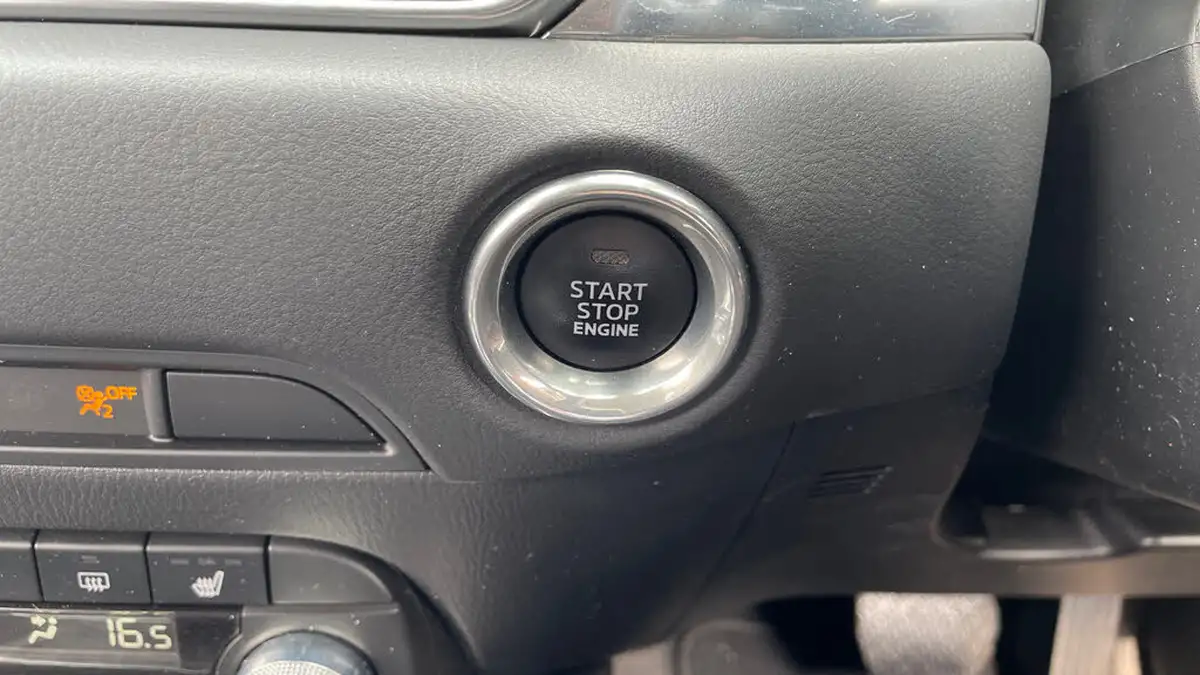 START
STOP
ENGINE
OFF
2
16.5